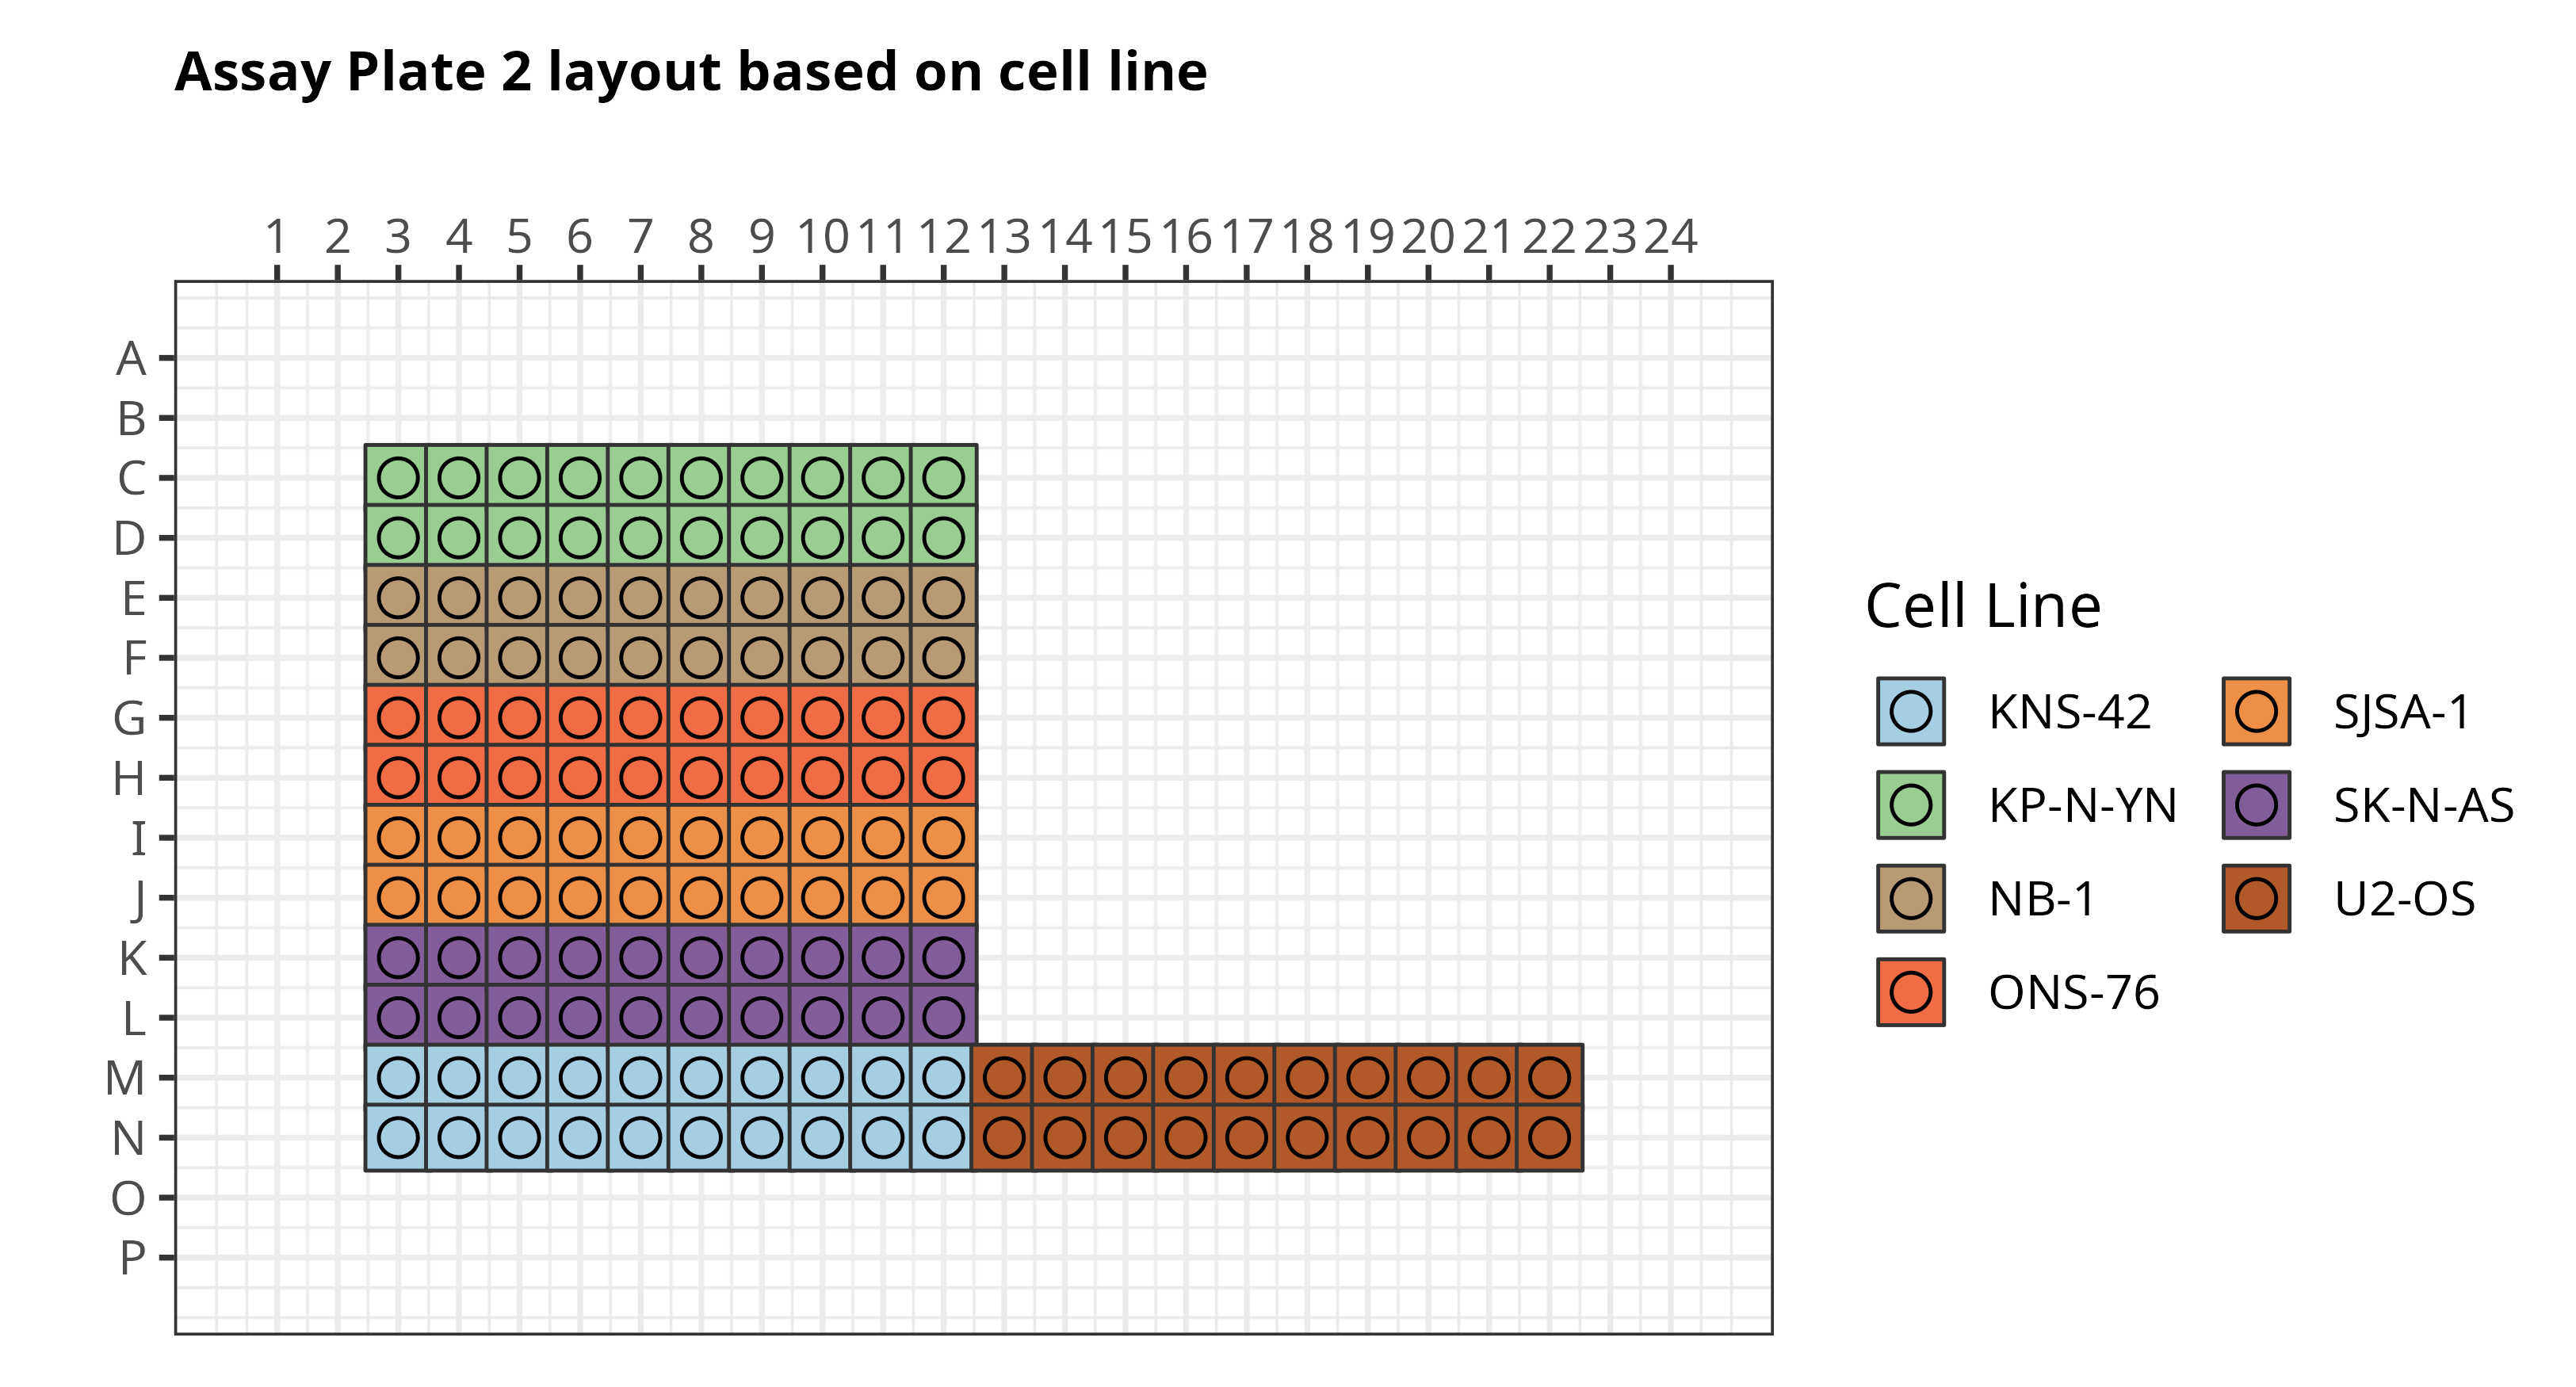 Assay Plate 2 layout based on cell line
1 2 3 4 5 6 7 8 9 10 11 12 13 14 15 16 17 18 19 20 21 22 23 24
A
B
C
D
E
F
G
H
I
J
K
L
M
N
O
P
Cell Line
KNS-42 SJSA-1
KP-N-YN SK-N-AS
NB-1 U2-OS
ONS-76